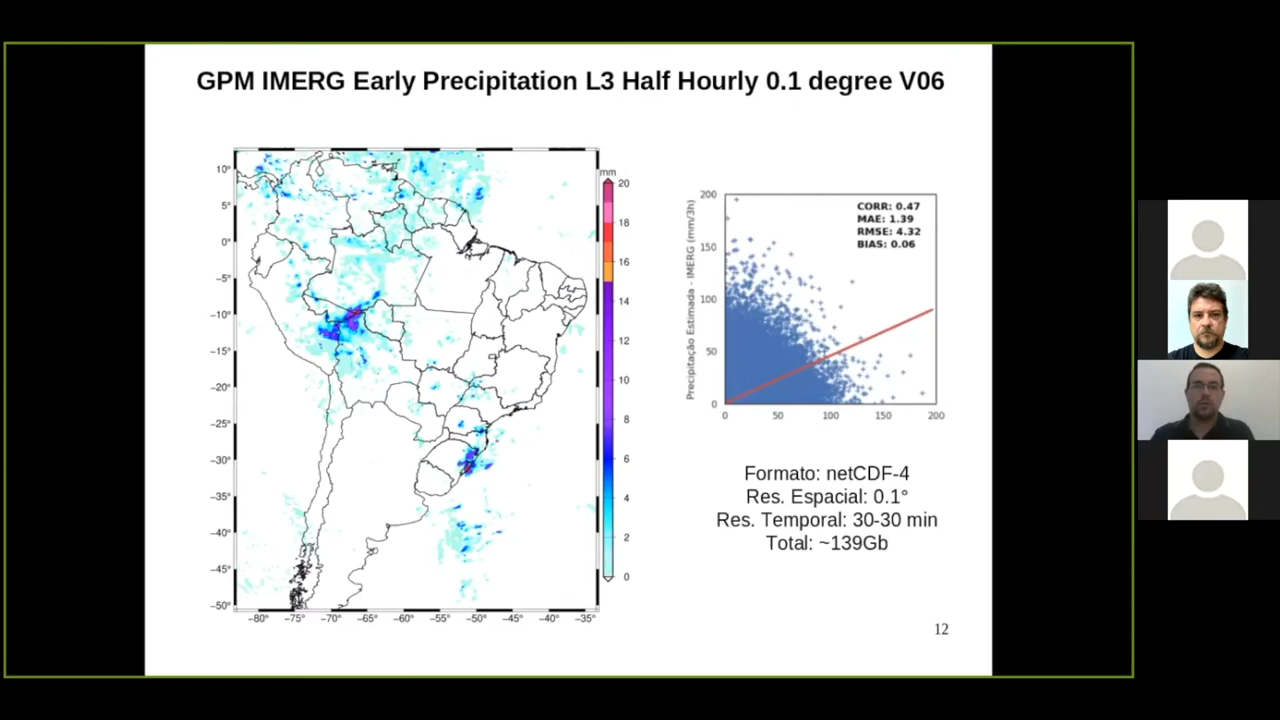 GPM IMERG Early Precipitation L3 Half Hourly 0.1 degree V06
10°
5°
0°
−5°
−10°
−15°
−20°
−25°
−30°
−35°
−40°
−45°
−50°
−80° −75° −70° −65° −60° −55° −50° −45° −40° −35°
mm
20
18
16
14
12
10
8
6
4
2
0
Precipitação Estimada - IMERG (mm/3h)
200
150
100
50
0
0 50 100 150 200
CORR: 0.47
MAE: 1.39
RMSE: 4.32
BIAS: 0.06
Formato: netCDF-4
Res. Espacial: 0.1°
Res. Temporal: 30-30 min
Total: ~139Gb
12